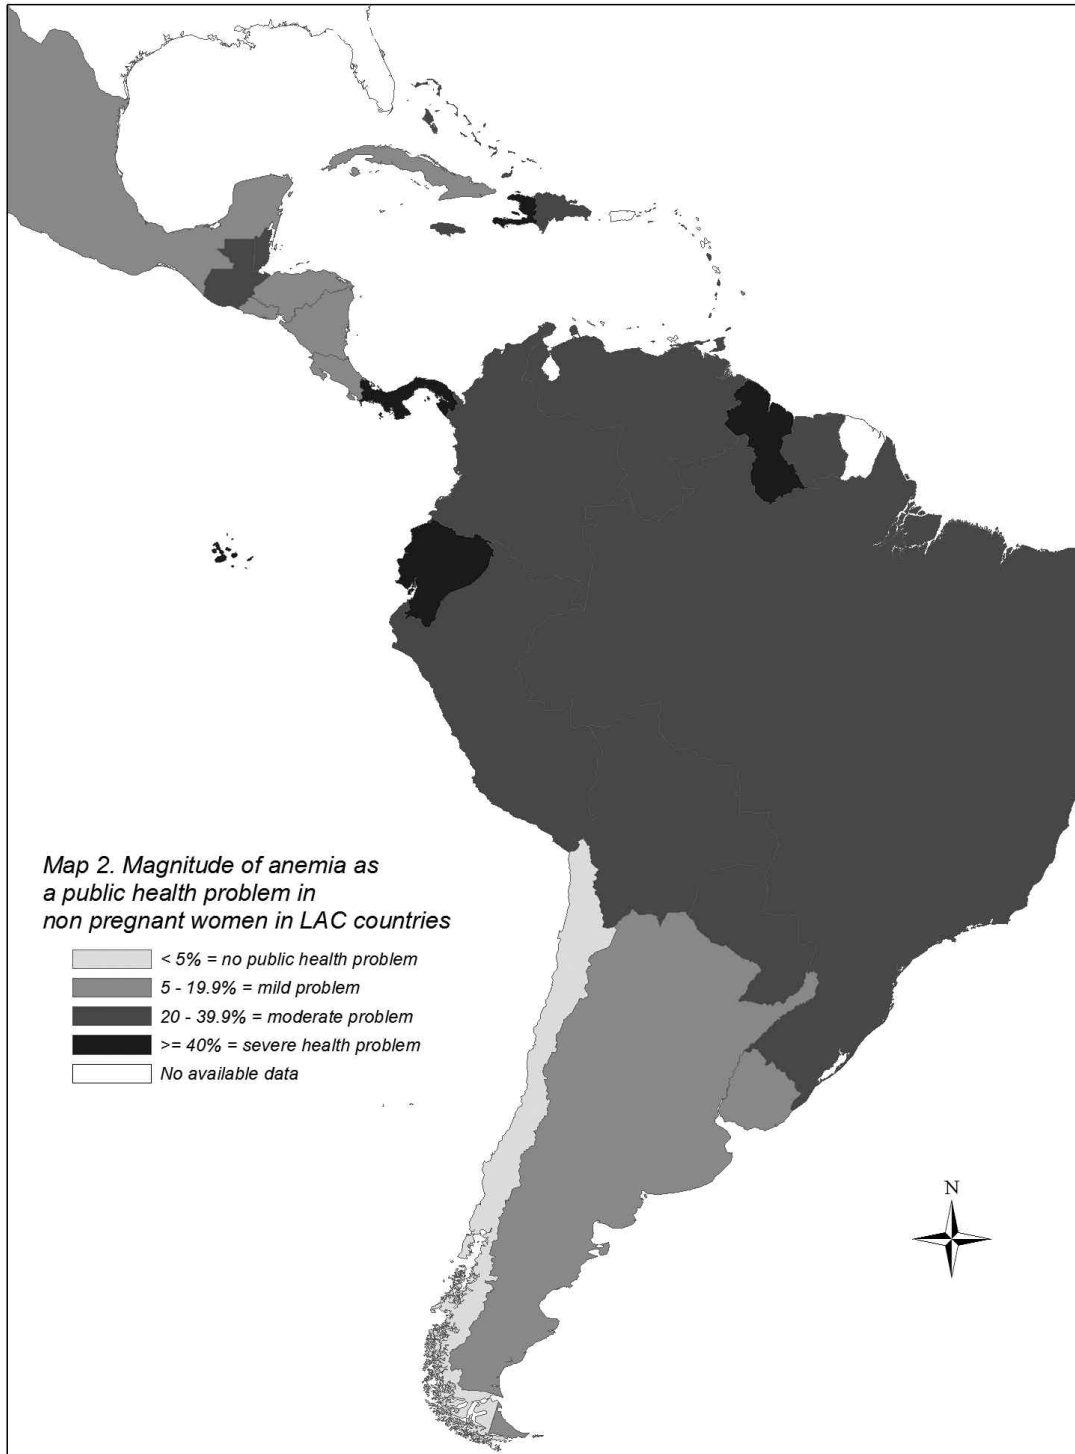 Map 2. Magnitude of anemia as
a public health problem in
non pregnant women in LAC countries
< 5% = no public health problem
5 - 19.9% = mild problem
20 - 39.9% = moderate problem
>= 40% = severe health problem
No available data
N